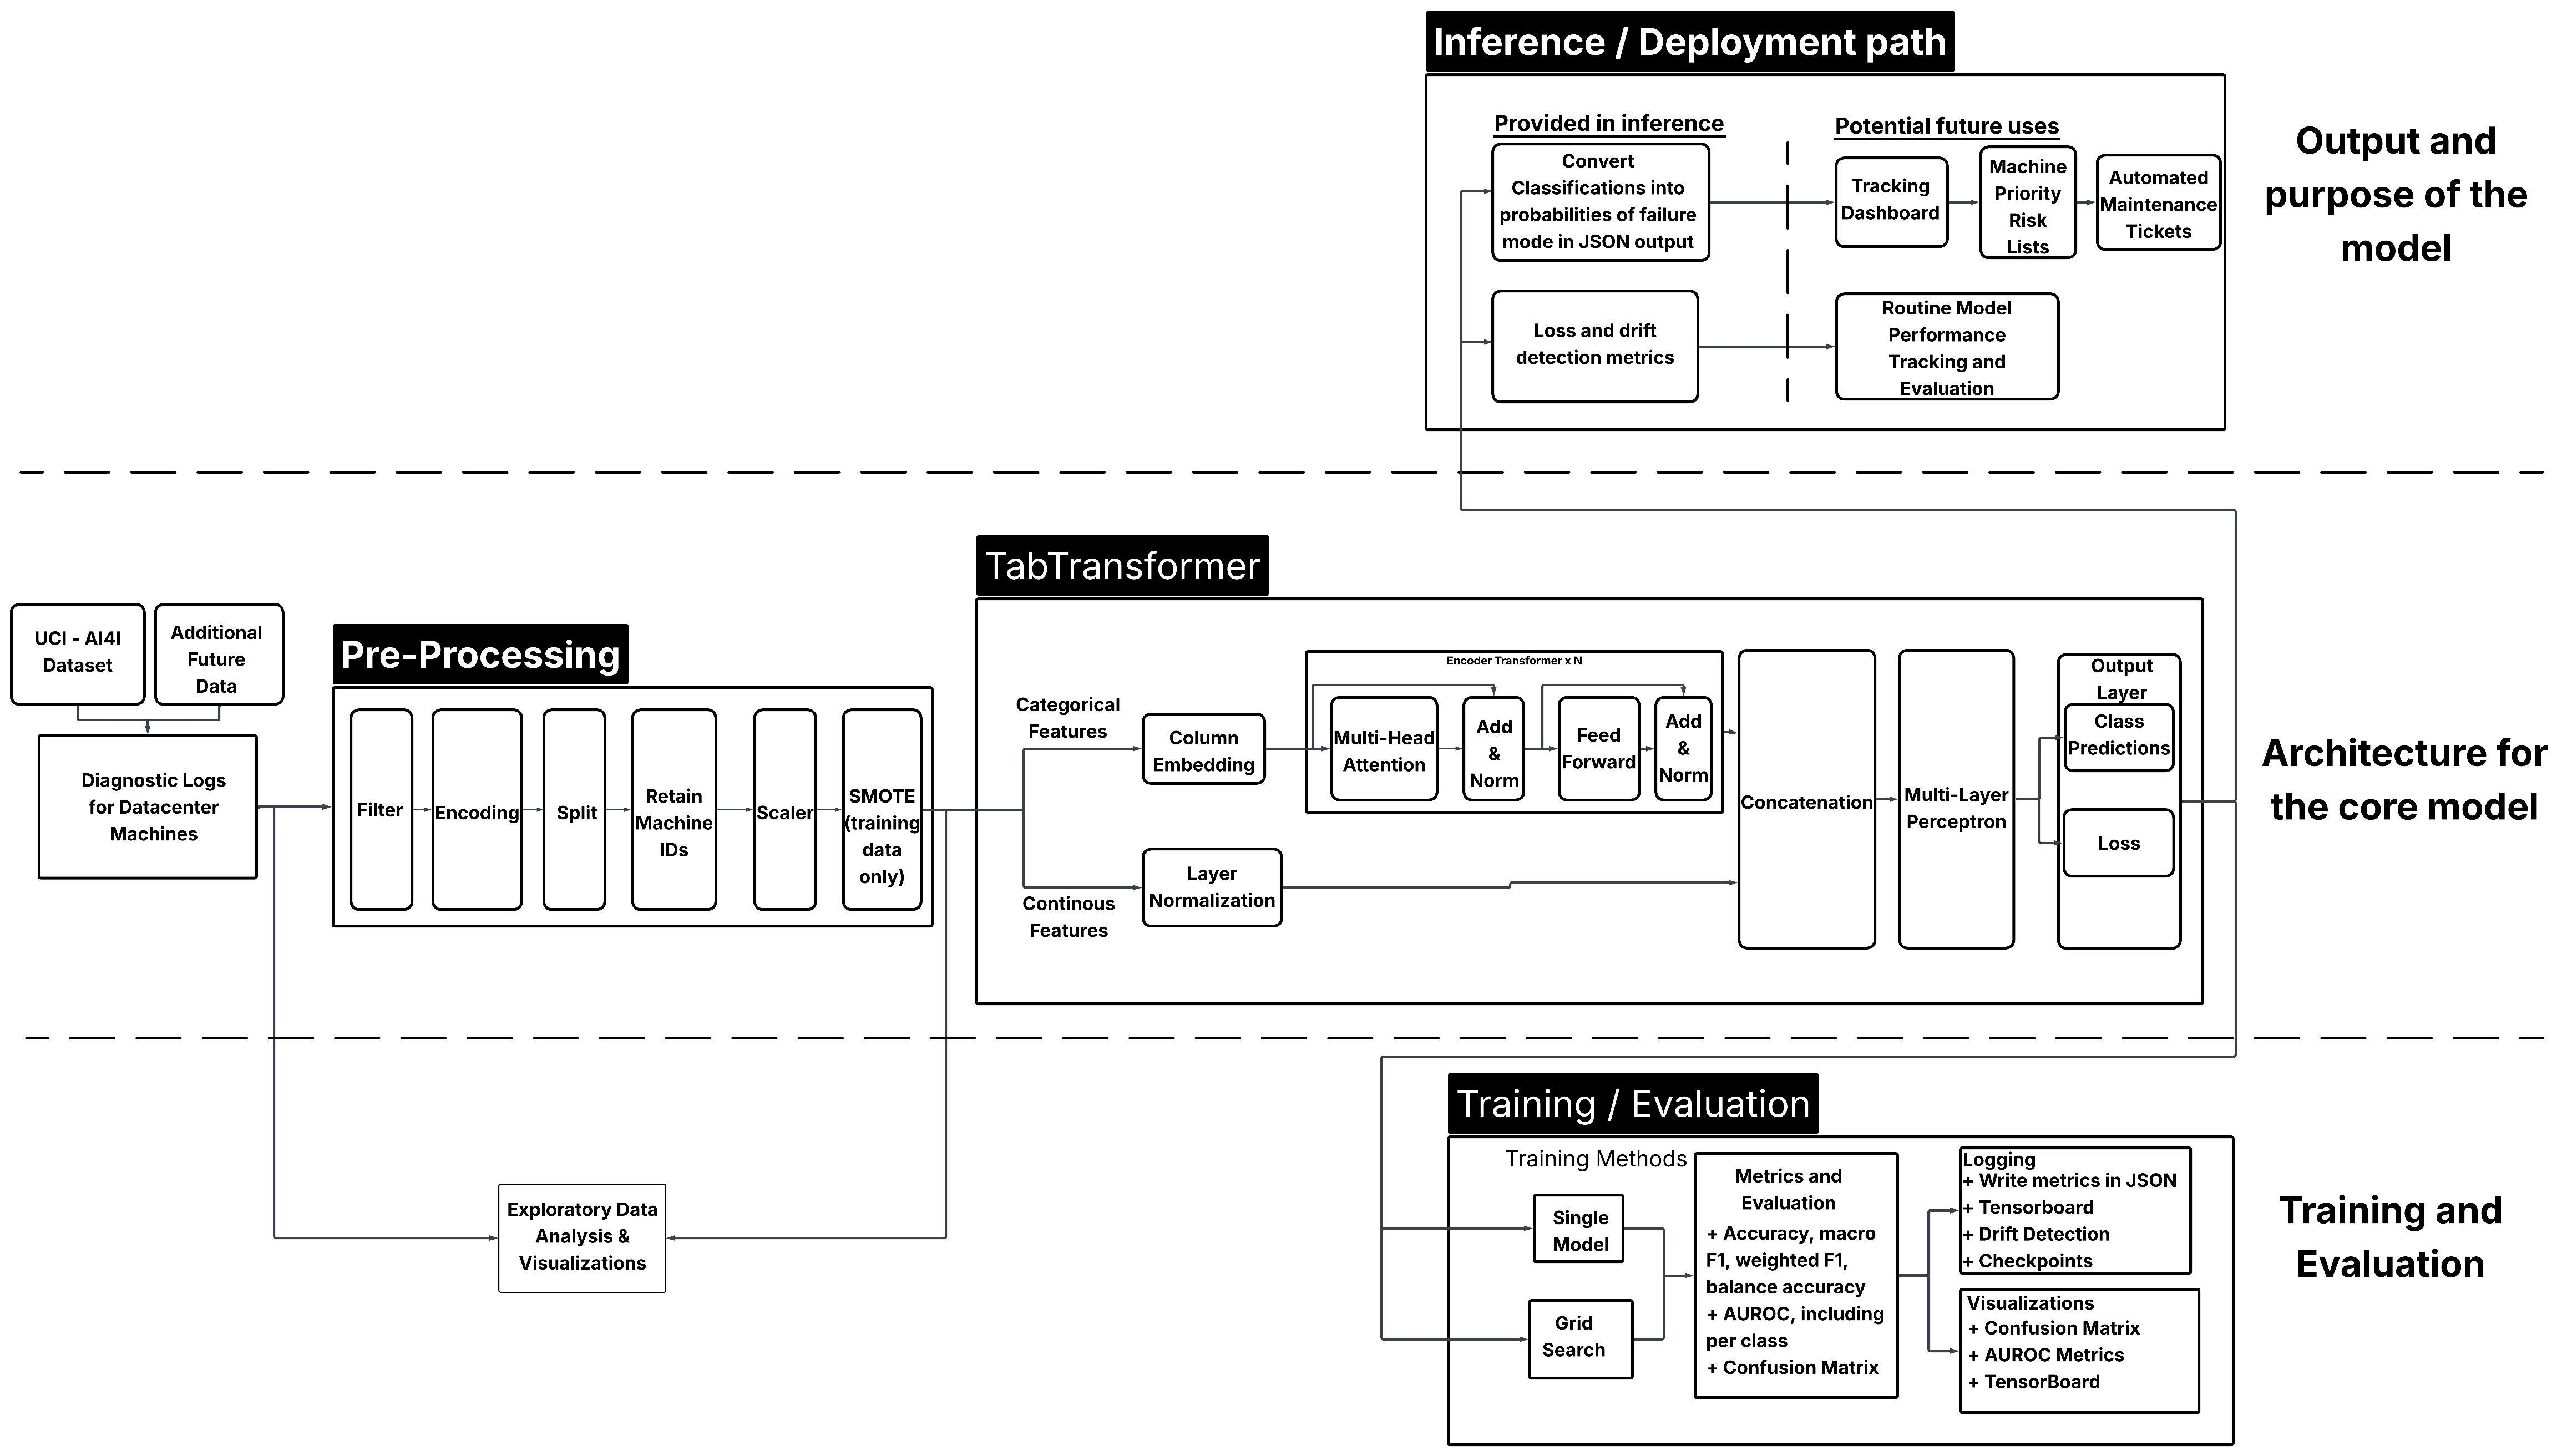 Inference / Deployment path
Provided in inference
Convert
Classifications into
probabilities of failure
mode in JSON output
Loss and drift
detection metrics
Potential future uses
Tracking
Dashboard
Machine
Priority
Risk
Lists
Automated
Maintenance
Tickets
Routine Model
Performance
Tracking and
Evaluation
Output and
purpose of the
model
UCI - AI4I
Dataset
Additional
Future
Data
Diagnostic Logs
for Datacenter
Machines
Pre-Processing
Filter
Encoding
Split
Retain
Machine
IDs
Scaler
SMOTE
(training
data
only)
TabTransformer
Categorical
Features
Column
Embedding
Encoder Transformer x N
Multi-Head
Attention
Add
&
Norm
Feed
Forward
Add
&
Norm
Continous
Features
Layer
Normalization
Concatenation
Multi-Layer
Perceptron
Output
Layer
Class
Predictions
Loss
Architecture for
the core model
Exploratory Data
Analysis &
Visualizations
Training / Evaluation
Training Methods
Single
Model
Grid
Search
Metrics and
Evaluation
+ Accuracy, macro
F1, weighted F1,
balance accuracy
+ AUROC, including
per class
+ Confusion Matrix
Logging
+ Write metrics in JSON
+ Tensorboard
+ Drift Detection
+ Checkpoints
Visualizations
+ Confusion Matrix
+ AUROC Metrics
+ TensorBoard
Training and
Evaluation